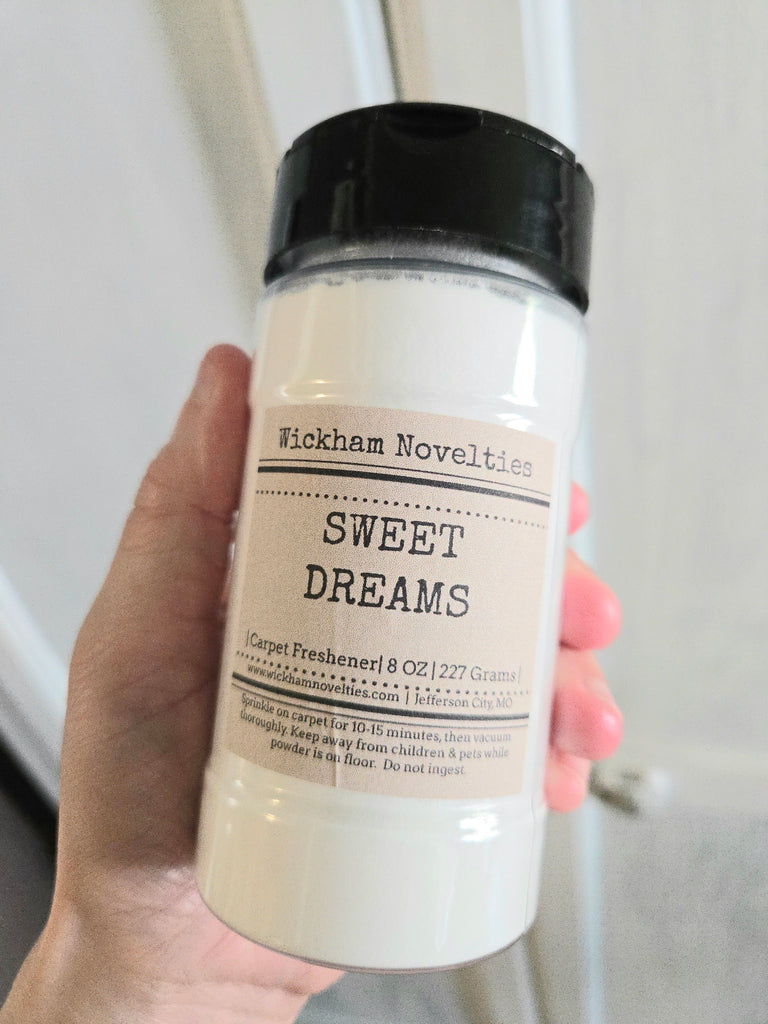 Wickham Novelties
SWEET
DREAMS
|Carpet Freshener| 8 OZ | 227 Grams |
www.wickhamnovelties.com | Jefferson City, MO
Sprinkle on carpet for 10-15 minutes, then vacuum
thoroughly. Keep away from children & pets while
powder is on floor. Do not ingest.